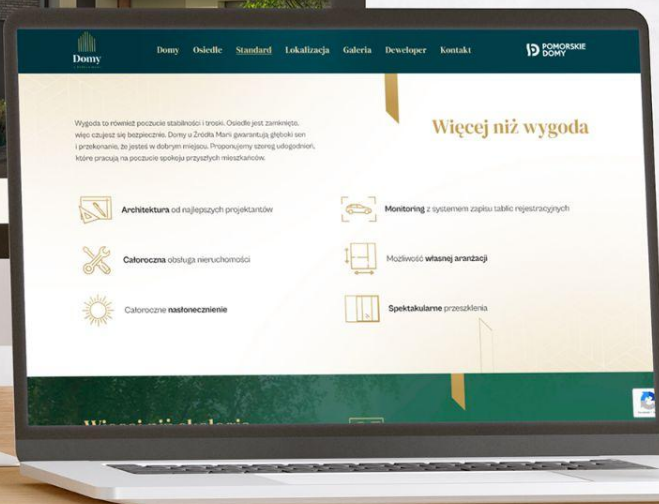 Domy
Domy Osiedle Standard Lokalizacja Galeria Deweloper Kontakt
POMORSKIE
DOMY
Wygoda to również poczucie stabilności i troski. Osiedle jest zamknięte,
więc czujesz się bezpiecznie. Domy u Źródła Marii gwarantują głęboki sen
i przekonanie, że jesteś w dobrym miejscu. Proponujemy szereg udogodnień,
które pracują na poczucie spokoju przyszłych mieszkańców.
Więcej niż wygoda
Architektura od najlepszych projektantów
Monitoring z systemem zapisu tablic rejestracyjnych
Całoroczna obsługa nieruchomości
Możliwość własnej aranżacji
Całoroczne nasłonecznienie
Spektakularne przeszklenia
Więcej niż